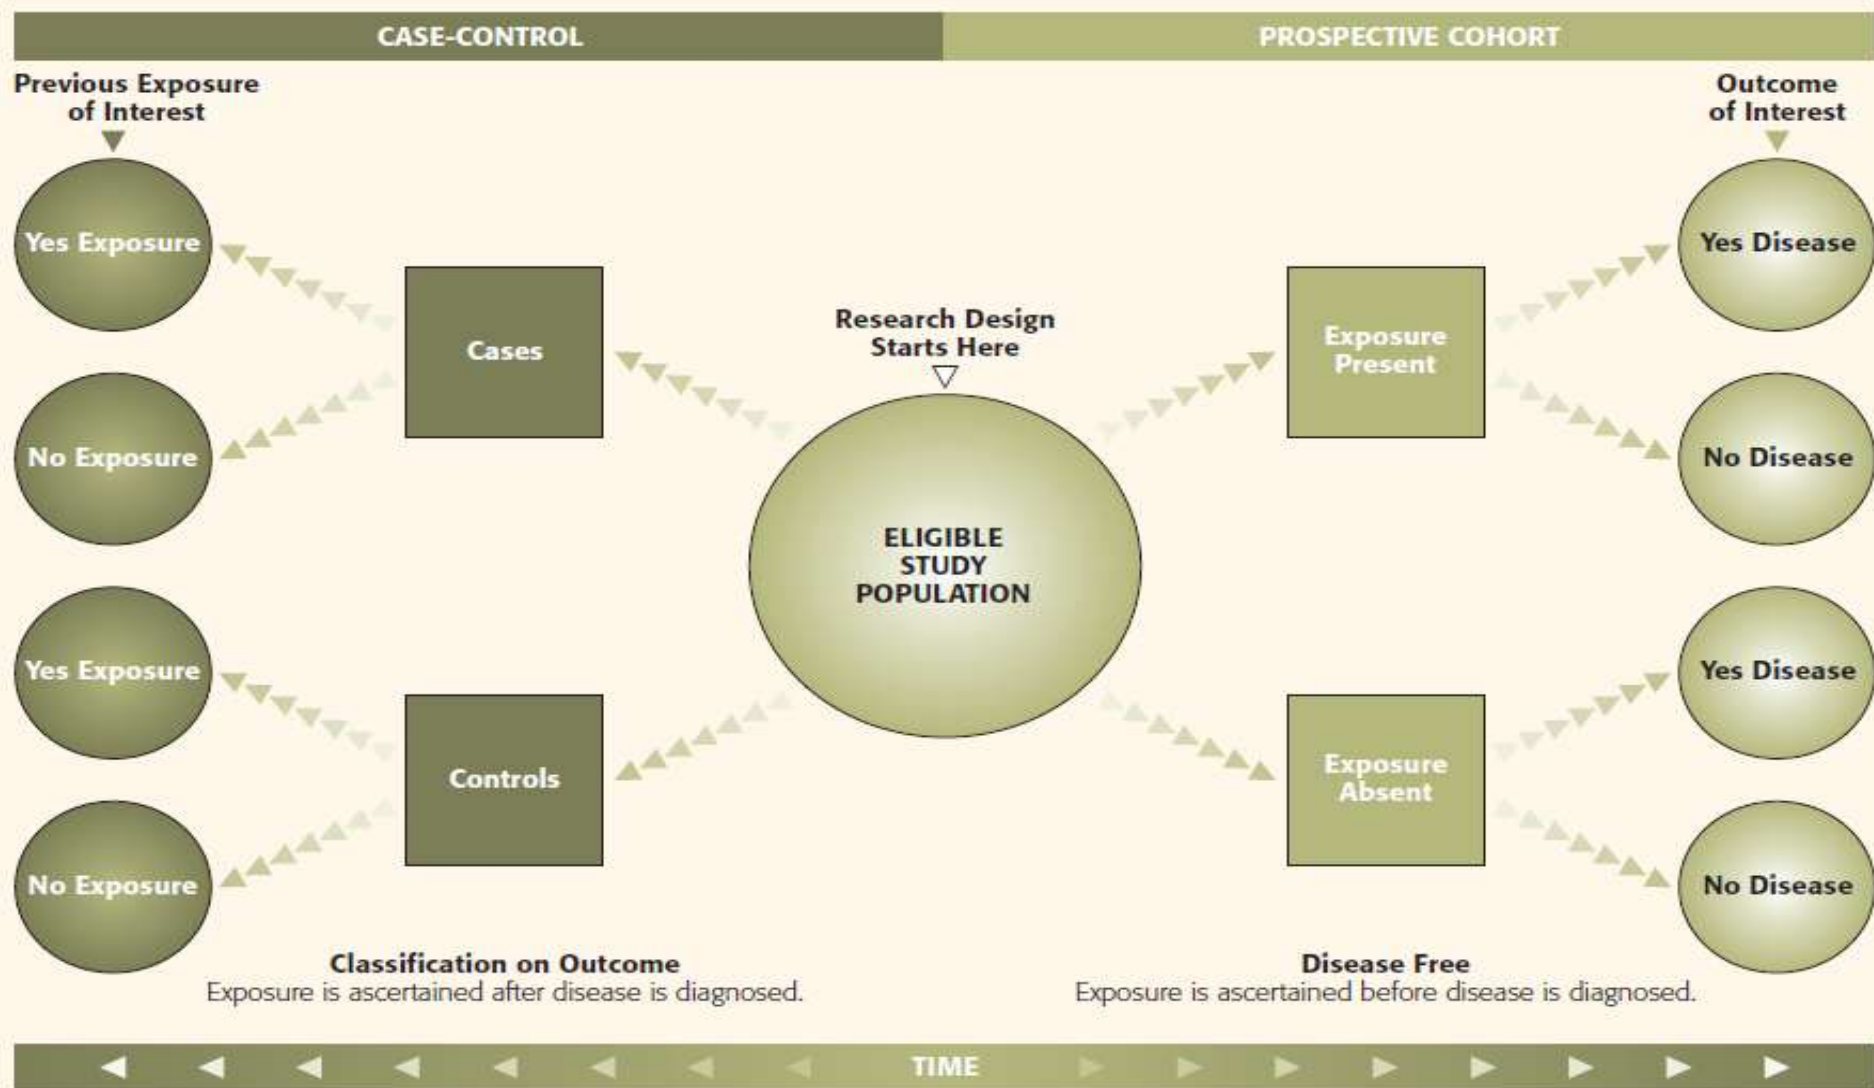 CASE-CONTROL
PROSPECTIVE COHORT
Previous Exposure
of Interest
Outcome
of Interest
Yes Exposure
No Exposure
Yes Exposure
No Exposure
Cases
Controls
Research Design
Starts Here
ELIGIBLE
STUDY
POPULATION
Exposure
Present
Exposure
Absent
Yes Disease
No Disease
Yes Disease
No Disease
Classification on Outcome
Exposure is ascertained after disease is diagnosed.
Disease Free
Exposure is ascertained before disease is diagnosed.
TIME